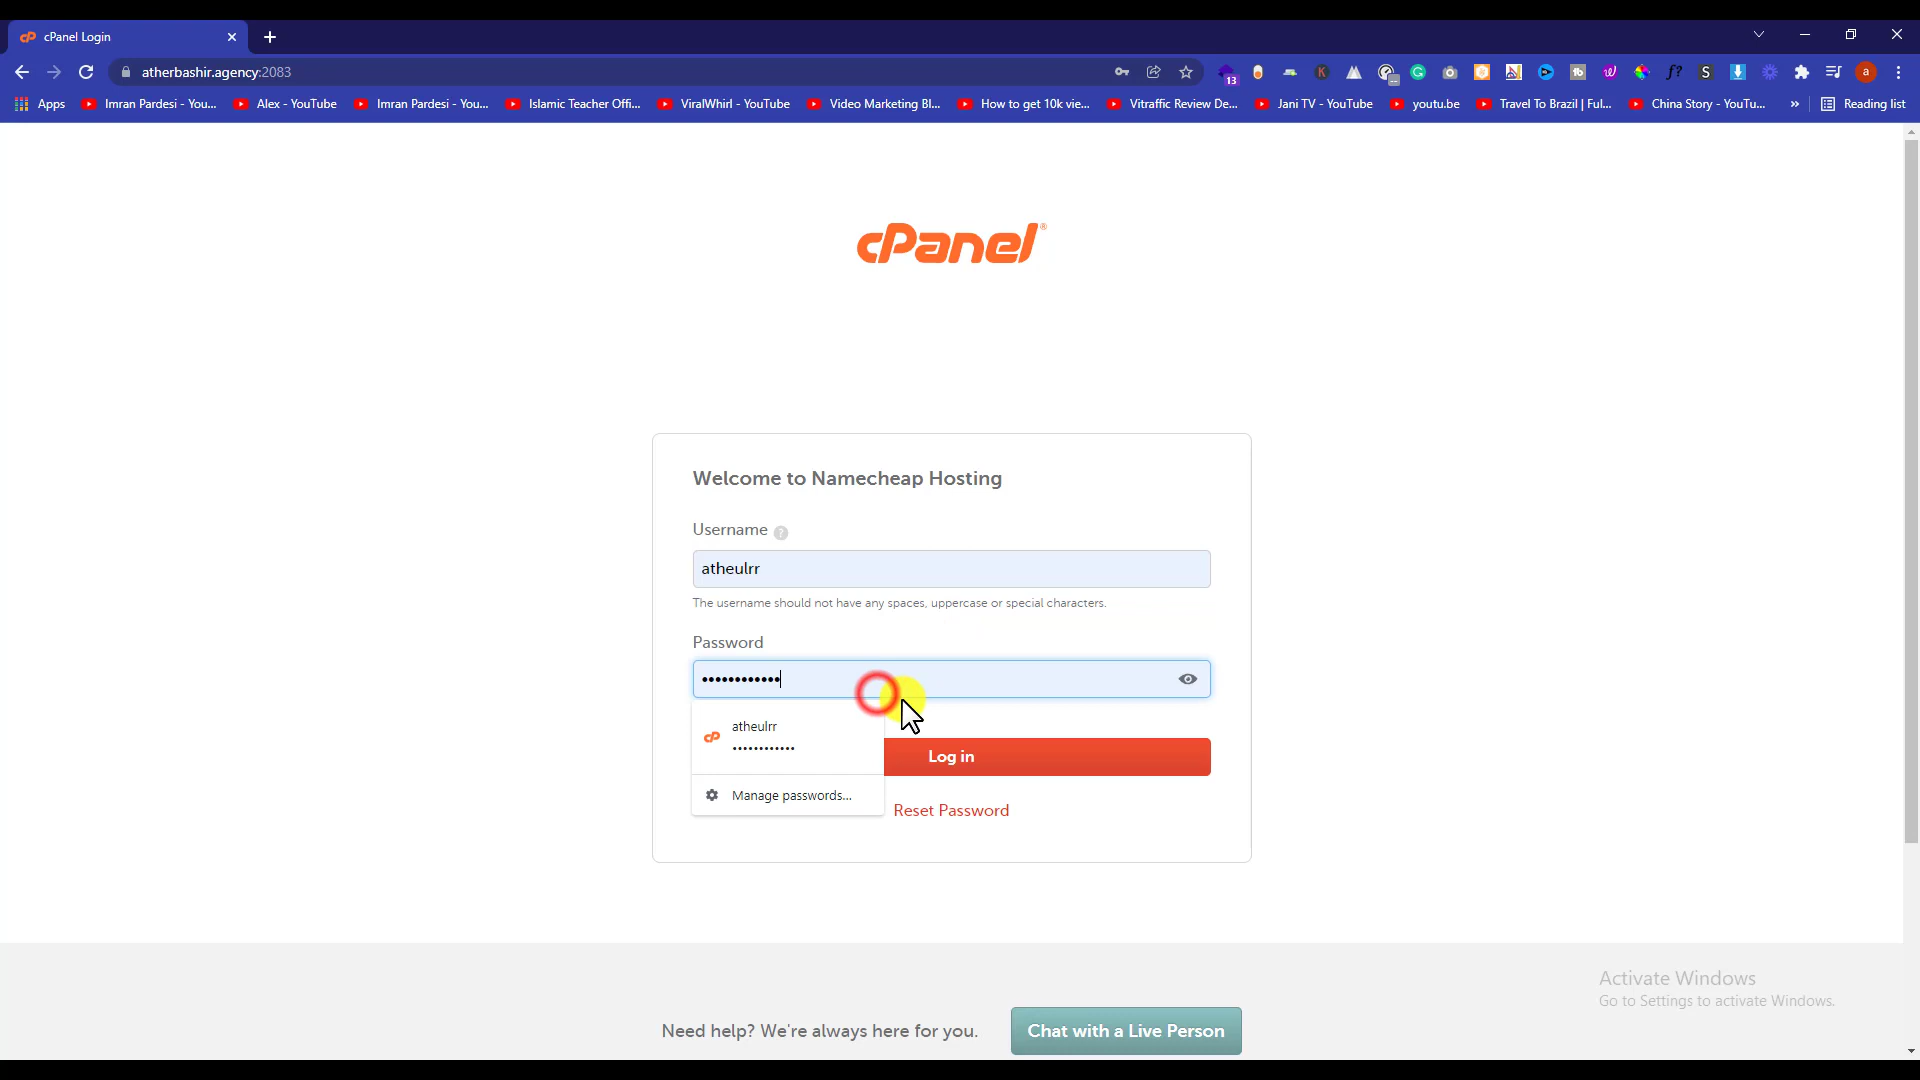 cPanel Login
atherbashir.agency:2083
13
Apps
Imran Pardesi - You...
Alex - YouTube
Imran Pardesi - You...
Islamic Teacher Offi...
ViralWhirl - YouTube
Video Marketing Bl...
How to get 10k vie...
Vitraffic Review De...
Jani TV - YouTube
youtu.be
Travel To Brazil | Ful...
China Story - YouTu...
»
Reading list
cPanel®
Welcome to Namecheap Hosting
Username ?
atheulrr
The username should not have any spaces, uppercase or special characters.
Password
••••••••••••
atheulrr
••••••••••••
Log in
Manage passwords...
Reset Password
Activate Windows
Go to Settings to activate Windows.
Need help? We're always here for you.
Chat with a Live Person